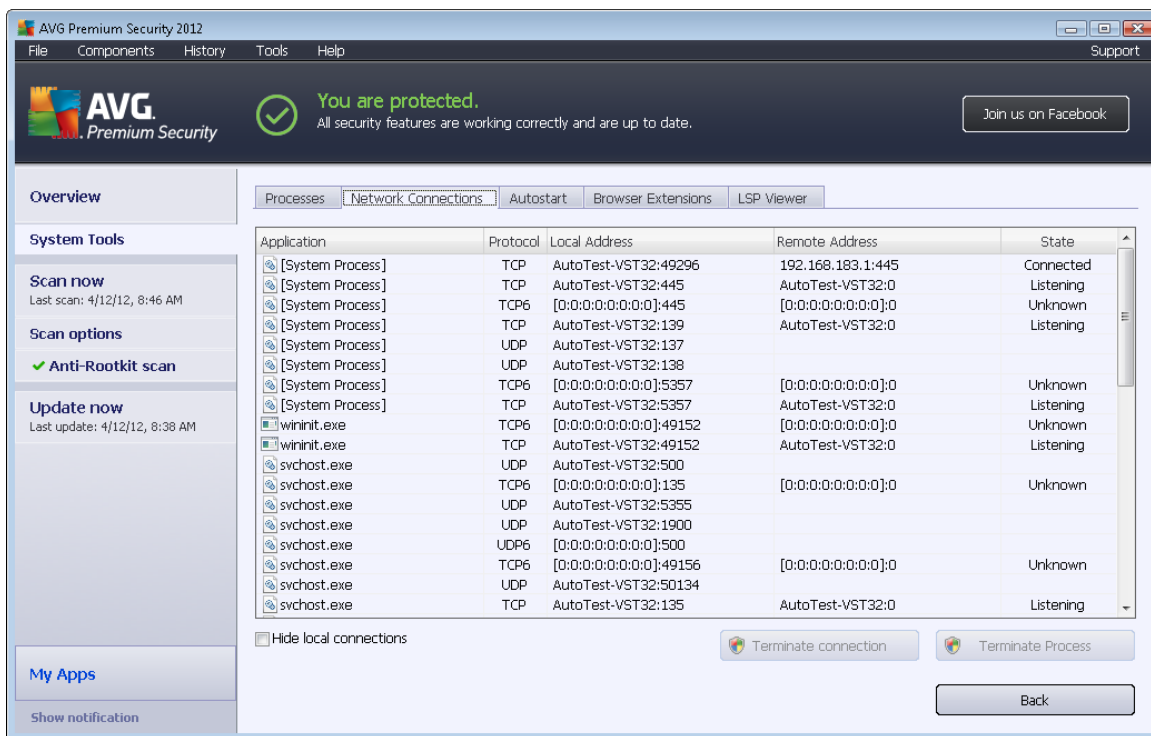 AVG Premium Security 2012
File Components History Tools Help Support
AVG.
Premium Security
You are protected.
All security features are working correctly and are up to date.
Join us on Facebook
Overview
System Tools
Scan now
Last scan: 4/12/12, 8:46 AM
Scan options
Anti-Rootkit scan
Update now
Last update: 4/12/12, 8:38 AM
My Apps
Show notification
Processes Network Connections Autostart Browser Extensions LSP Viewer
Application Protocol Local Address Remote Address State
[System Process] TCP AutoTest-VST32:49296 192.168.183.1:445 Connected
[System Process] TCP AutoTest-VST32:445 AutoTest-VST32:0 Listening
[System Process] TCP6 [0:0:0:0:0:0:0:0]:445 [0:0:0:0:0:0:0:0]:0 Unknown
[System Process] TCP AutoTest-VST32:139 AutoTest-VST32:0 Listening
[System Process] UDP AutoTest-VST32:137
[System Process] UDP AutoTest-VST32:138
[System Process] TCP6 [0:0:0:0:0:0:0:0]:5357 [0:0:0:0:0:0:0:0]:0 Unknown
[System Process] TCP AutoTest-VST32:5357 AutoTest-VST32:0 Listening
wininit.exe TCP6 [0:0:0:0:0:0:0:0]:49152 [0:0:0:0:0:0:0:0]:0 Unknown
wininit.exe TCP AutoTest-VST32:49152 AutoTest-VST32:0 Listening
svchost.exe UDP AutoTest-VST32:500
svchost.exe TCP6 [0:0:0:0:0:0:0:0]:135 [0:0:0:0:0:0:0:0]:0 Unknown
svchost.exe UDP AutoTest-VST32:5355
svchost.exe UDP AutoTest-VST32:1900
svchost.exe UDP6 [0:0:0:0:0:0:0:0]:500
svchost.exe TCP6 [0:0:0:0:0:0:0:0]:49156 [0:0:0:0:0:0:0:0]:0 Unknown
svchost.exe UDP AutoTest-VST32:50134
svchost.exe TCP AutoTest-VST32:135 AutoTest-VST32:0 Listening
Hide local connections
Terminate connection
Terminate Process
Back